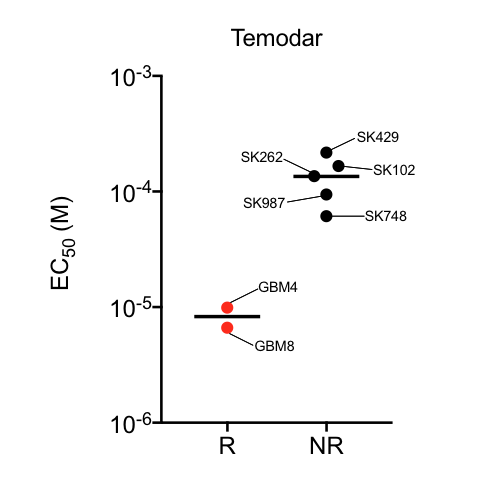 Temodar
EC50 (M)
10-3
10-4
10-5
10-6
SK429
SK262
SK102
SK987
SK748
GBM4
GBM8
R
NR